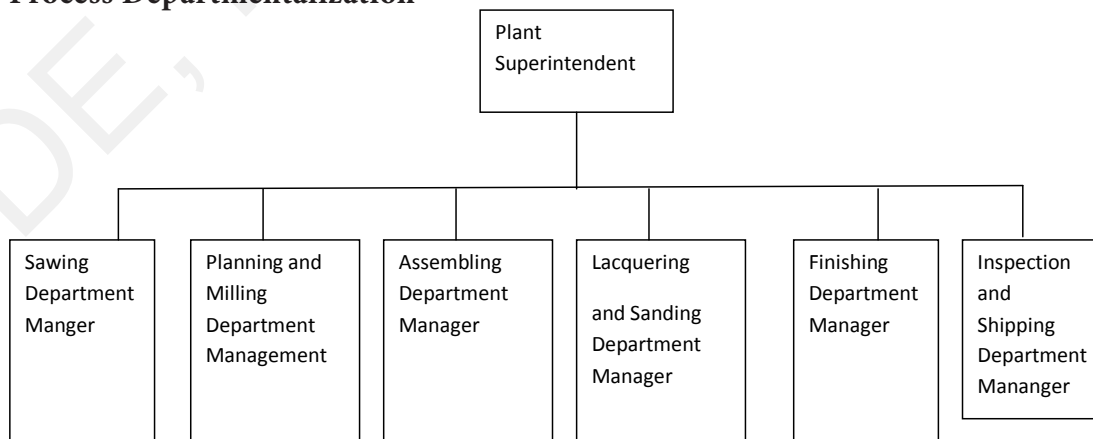 Process Departmentalization
Plant
Superintendent
Sawing
Department
Manger
Planning and
Milling
Department
Management
Assembling
Department
Manager
Lacquering
and Sanding
Department
Manager
Finishing
Department
Manager
Inspection
and
Shipping
Department
Mananger
DE,